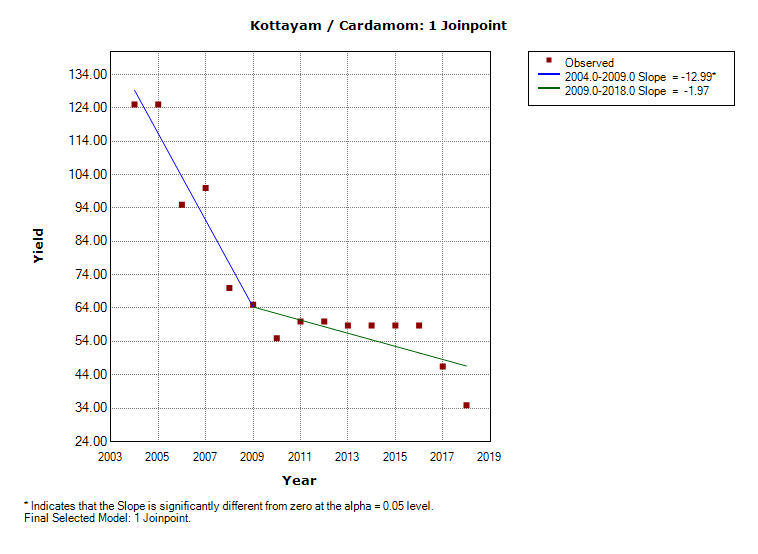 Kottayam / Cardamom: 1 Joinpoint
Observed
2004.0-2009.0 Slope = -12.99*
2009.0-2018.0 Slope = -1.97
134.00
124.00
114.00
104.00
94.00
84.00
74.00
64.00
54.00
44.00
34.00
24.00
Yield
2003 2005 2007 2009 2011 2013 2015 2017 2019
Year
* Indicates that the Slope is significantly different from zero at the alpha = 0.05 level.
Final Selected Model: 1 Joinpoint.